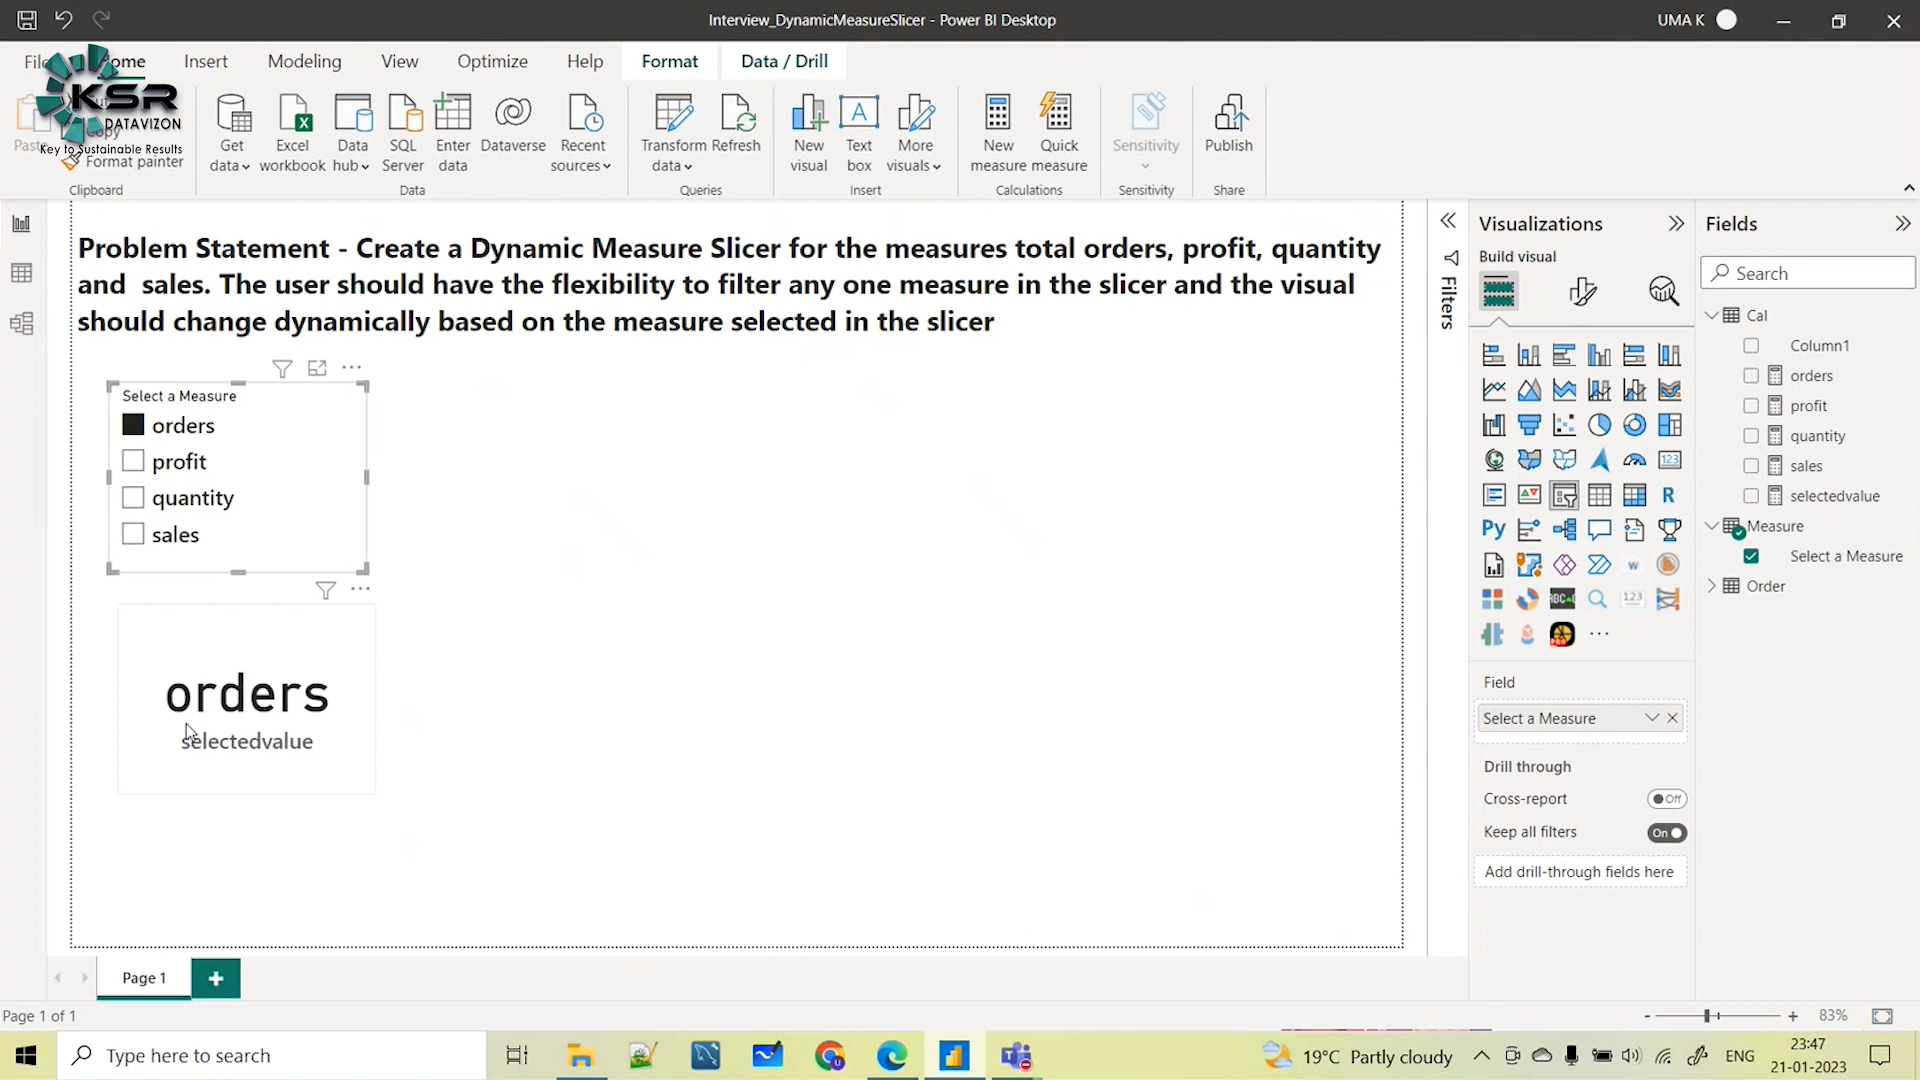 Interview_DynamicMeasureSlicer - Power BI Desktop
UMA K
Home Insert Modeling View Optimize Help Format Data / Drill
KSR
DATAVIZON
Key to Sustainable Results
Paste
Copy
Format painter
Get data
Excel workbook
Data hub
SQL Server
Enter data
Dataverse
Recent sources
Transform data
Refresh
New visual
Text box
More visuals
New measure
Quick measure
Sensitivity
Publish
Clipboard Data Queries Insert Calculations Sensitivity Share
Problem Statement - Create a Dynamic Measure Slicer for the measures total orders, profit, quantity
and sales. The user should have the flexibility to filter any one measure in the slicer and the visual
should change dynamically based on the measure selected in the slicer
Select a Measure
orders
profit
quantity
sales
orders
selectedvalue
Filters
Visualizations
Build visual
123
R
Py
Field
Select a Measure
Drill through
Cross-report Off
Keep all filters On
Add drill-through fields here
Fields
Search
Cal
Column1
orders
profit
quantity
sales
selectedvalue
Measure
Select a Measure
Order
Page 1
Page 1 of 1
83%
Type here to search
19°C Partly cloudy
ENG
23:47
21-01-2023